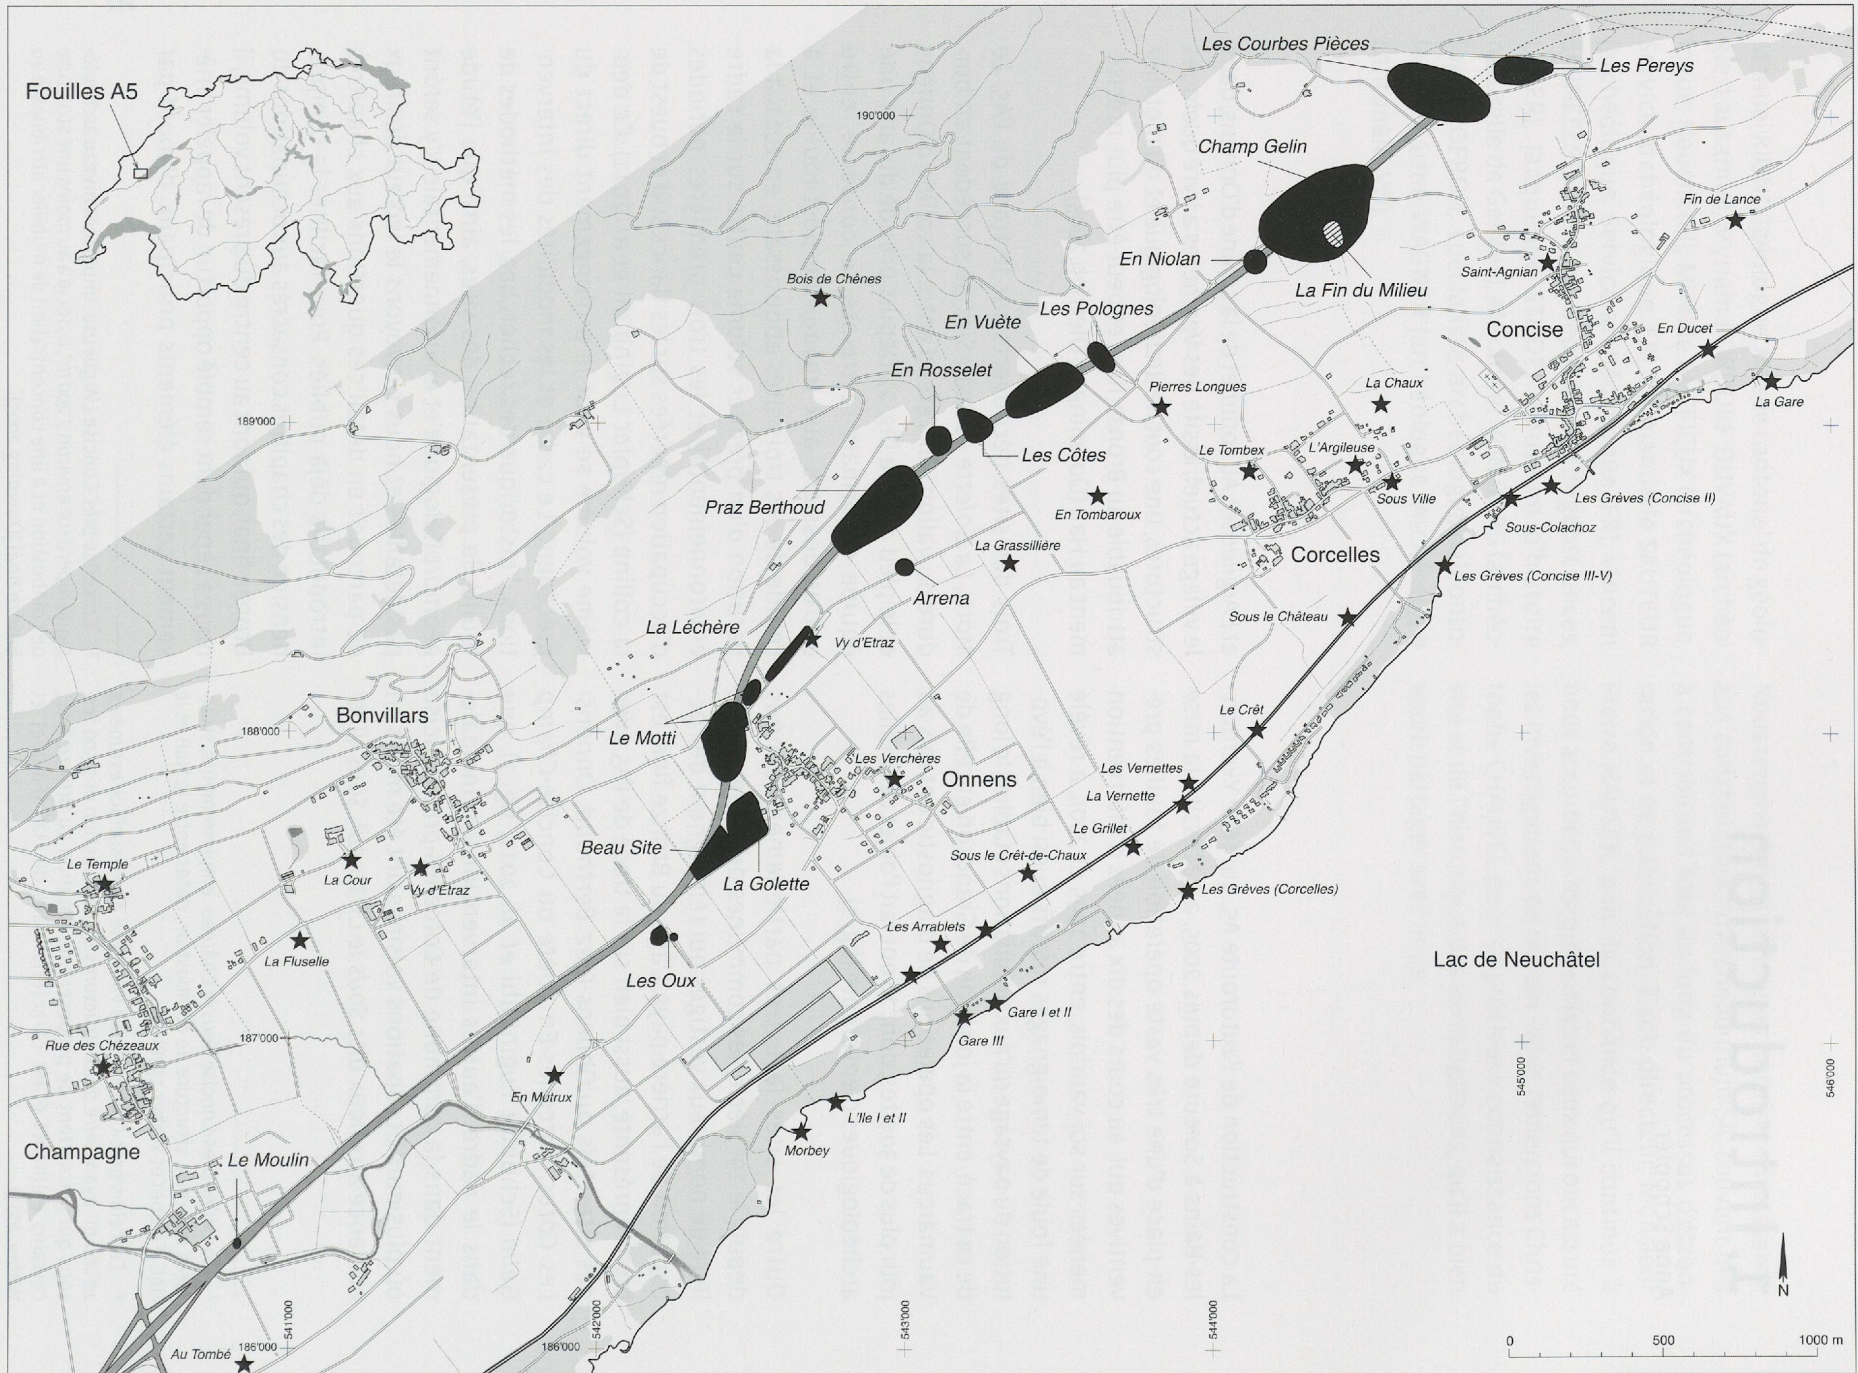 Les Courbes Pièces
Les Pereys
Fouilles A5
190'000
Champ Gelin
Fin de Lance
En Niolan
Saint-Agnian
Bois de Chênes
La Fin du Milieu
Les Polognes
En Vuète
Concise
En Ducet
En Rosselet
Pierres Longues
La Chaux
La Gare
189'000
Les Côtes
Le Tombex
L'Argileuse
Sous Ville
Les Grèves (Concise II)
Praz Berthoud
En Tombaroux
Sous-Colachoz
La Grassillière
Corcelles
Les Grèves (Concise III-V)
Arrena
Sous le Château
La Léchère
Vy d'Etraz
Bonvillars
Le Crêt
188'000
Le Motti
Les Verchères
Onnens
Les Vernettes
La Vernette
Le Grillet
Beau Site
Sous le Crêt-de-Chaux
Le Temple
La Cour
Vy d'Etraz
La Golette
Les Grèves (Corcelles)
Les Arrablets
La Fluselle
Lac de Neuchâtel
Les Oux
Gare I et II
187'000
Gare III
Rue des Chézeaux
545'000
546'000
En Mutrux
L'Ile I et II
Champagne
Morbey
Le Moulin
N
541'000
542'000
543'000
544'000
186'000
186'000
Au Tombé
0 500 1000 m